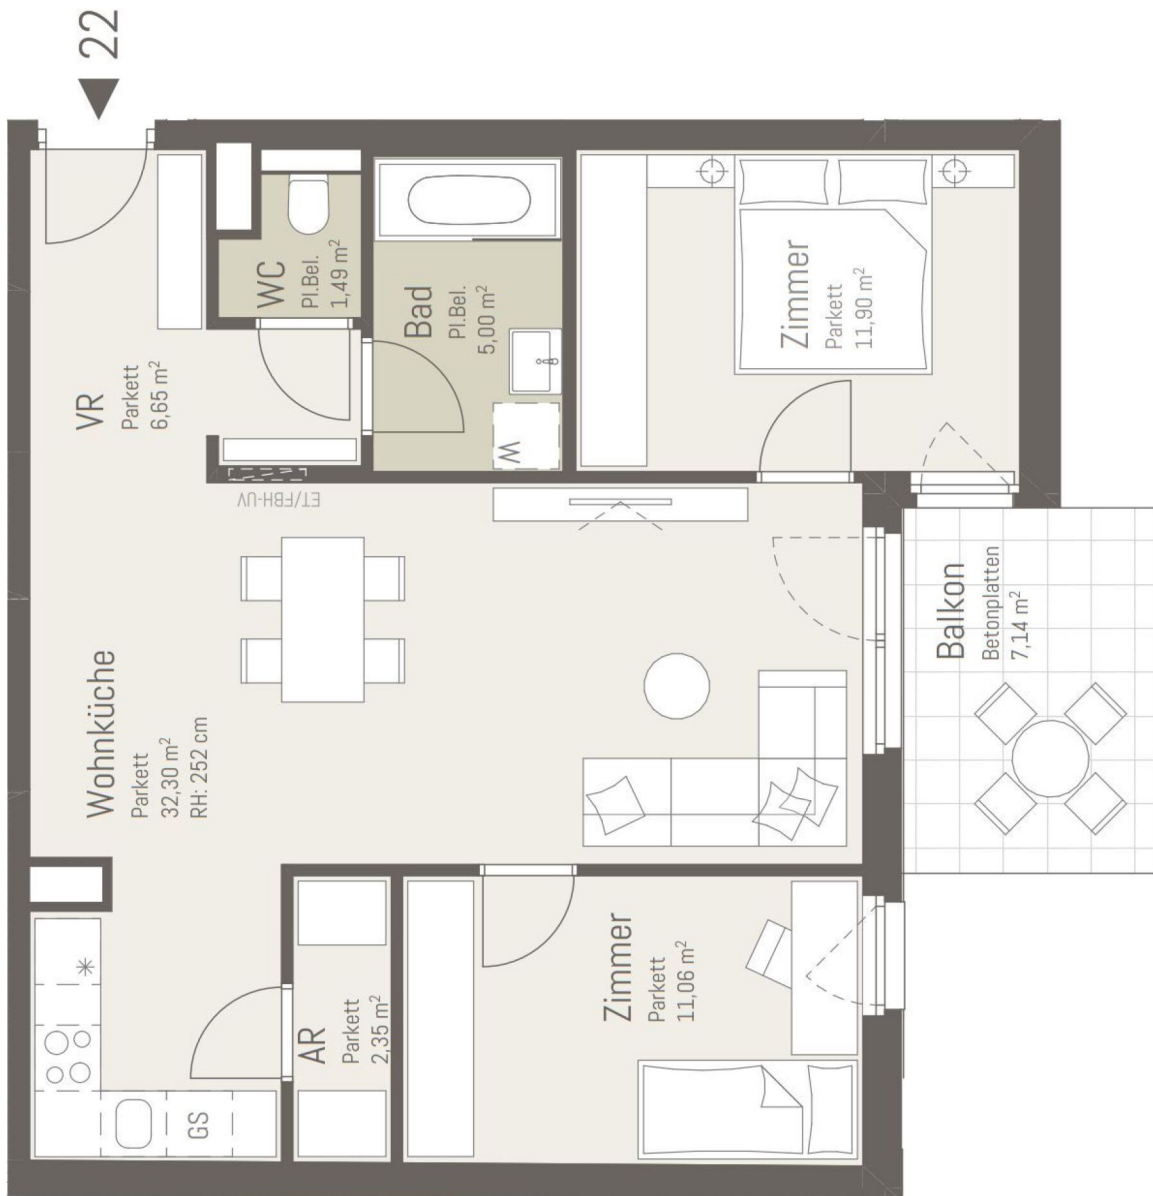 22
VR
Parkett
6,65 m²
WC
Pl.Bel.
1,49 m²
Bad
Pl.Bel.
5,00 m²
W
Zimmer
Parkett
11,90 m²
ET/FBH-UV
Wohnküche
Parkett
32,30 m²
RH: 252 cm
Balkon
Betonplatten
7,14 m²
AR
Parkett
2,35 m²
Zimmer
Parkett
11,06 m²
GS